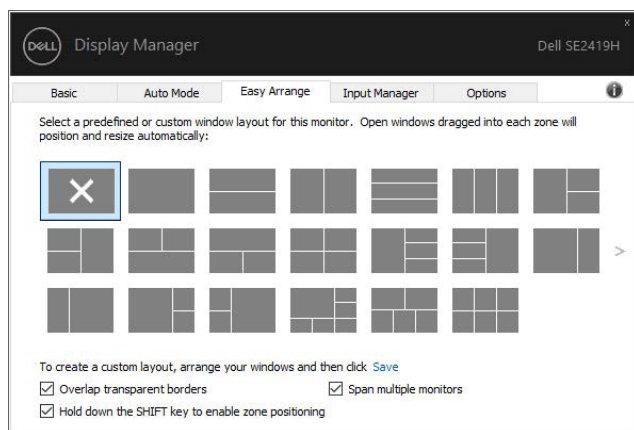 x
DELL Display Manager Dell SE2419H
Basic Auto Mode Easy Arrange Input Manager Options
Select a predefined or custom window layout for this monitor. Open windows dragged into each zone will
position and resize automatically:
>
To create a custom layout, arrange your windows and then click Save
Overlap transparent borders Span multiple monitors
Hold down the SHIFT key to enable zone positioning